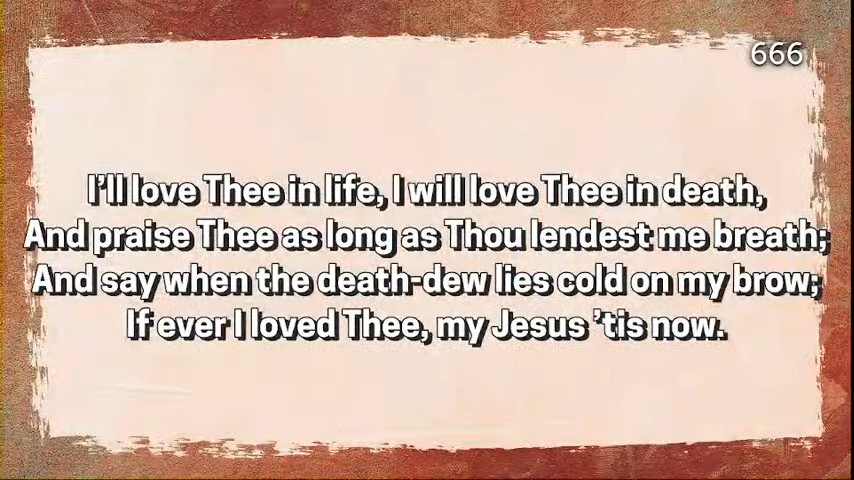 666
I'll love Thee in life, I will love Thee in death,
And praise Thee as long as Thou lendest me breath;
And say when the death-dew lies cold on my brow;
If ever I loved Thee, my Jesus 'tis now.